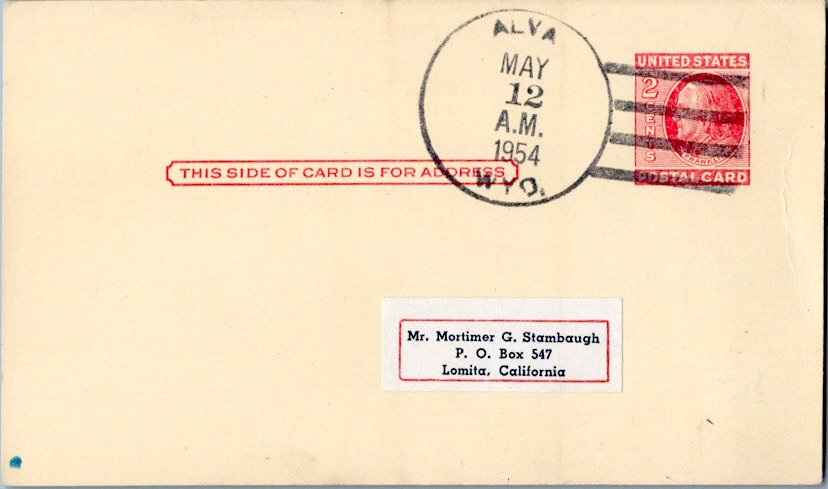 ALVA
MAY
12
A.M.
1954
WYO.
UNITED STATES
2 CENTS
FRANKLIN
POSTAL CARD
THIS SIDE OF CARD IS FOR ADDRESS
Mr. Mortimer G. Stambaugh
P. O. Box 547
Lomita, California